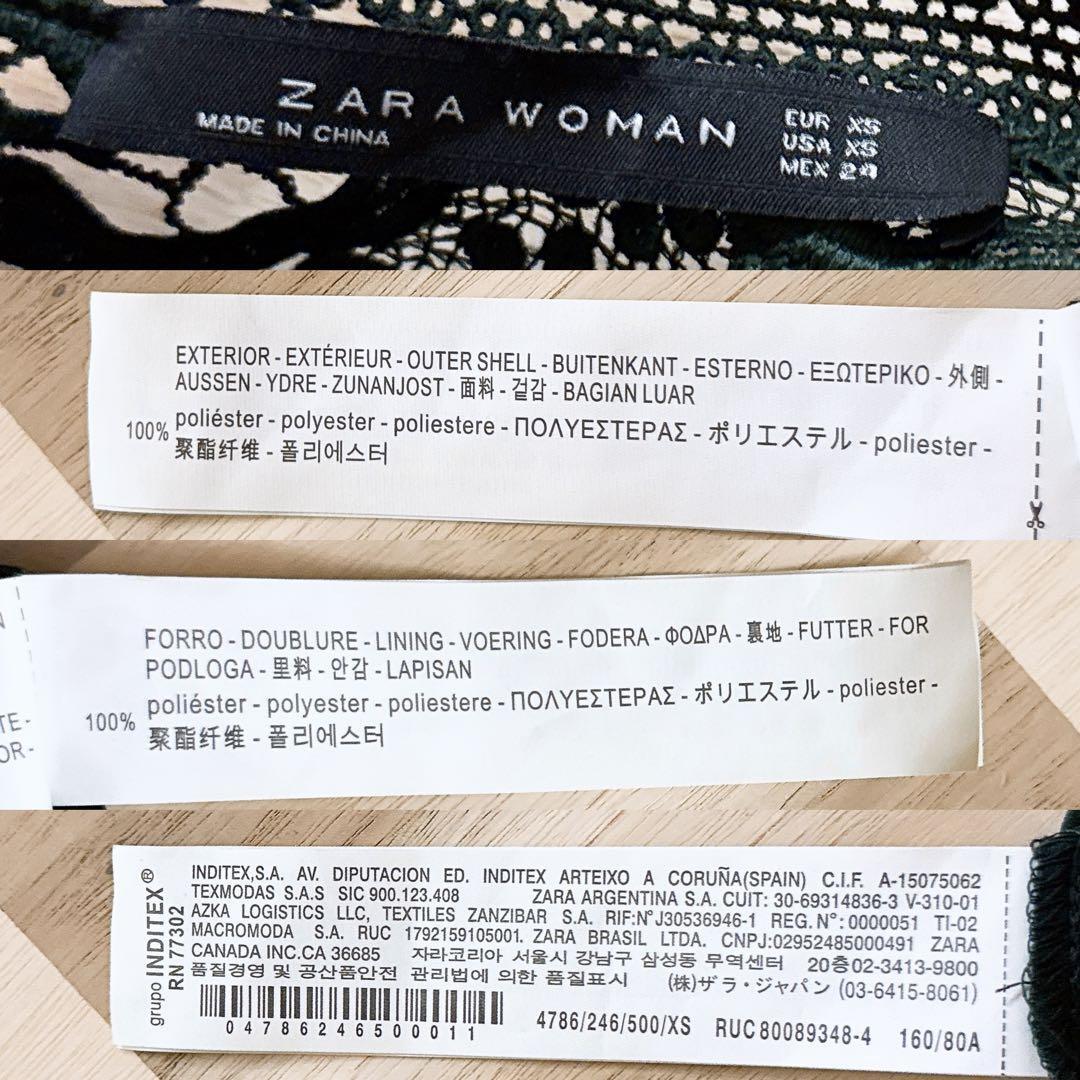 ZARA WOMAN
MADE IN CHINA
EUR XS
USA XS
MEX 24
EXTERIOR - EXTÉRIEUR - OUTER SHELL - BUITENKANT - ESTERNO - ΕΞΩΤΕΡΙΚΟ - 外側 -
AUSSEN - YDRE - ZUNANJOST - 面料 - 겉감 - BAGIAN LUAR
100% poliéster - polyester - poliestere - ΠΟΛΥΕΣΤΕΡΑΣ - ポリエステル - poliester -
聚酯纤维 - 폴리에스터
FORRO - DOUBLURE - LINING - VOERING - FODERA - ΦΟΔΡΑ - 裏地 - FUTTER - FOR
PODLOGA - 里料 - 안감 - LAPISAN
100% poliéster - polyester - poliestere - ΠΟΛΥΕΣΤΕΡΑΣ - ポリエステル - poliester -
聚酯纤维 - 폴리에스터
grupo INDITEX®
RN 77302
INDITEX,S.A. AV. DIPUTACION ED. INDITEX ARTEIXO A CORUÑA(SPAIN) C.I.F. A-15075062
TEXMODAS S.A.S SIC 900.123.408 ZARA ARGENTINA S.A. CUIT: 30-69314836-3 V-310-01
AZKA LOGISTICS LLC, TEXTILES ZANZIBAR S.A. RIF:Nº J30536946-1 REG. Nº: 0000051 TI-02
MACROMODA S.A. RUC 1792159105001. ZARA BRASIL LTDA. CNPJ:02952485000491 ZARA
CANADA INC.CA 36685 자라코리아 서울시 강남구 삼성동 무역센터 20층02-3413-9800
품질경영 및 공산품안전 관리법에 의한 품질표시 (株)ザラ・ジャパン (03-6415-8061)
04786246500011
4786/246/500/XS RUC80089348-4 160/80A